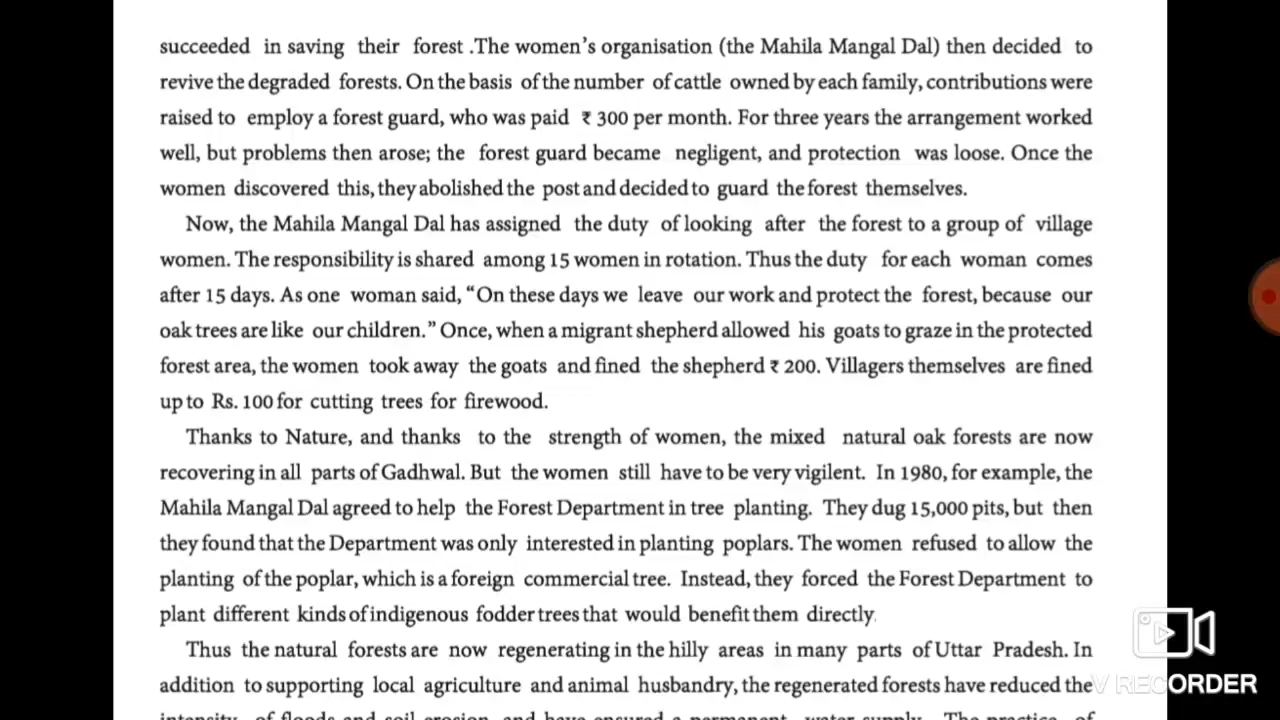 succeeded in saving their forest .The women's organisation (the Mahila Mangal Dal) then decided to
revive the degraded forests. On the basis of the number of cattle owned by each family, contributions were
raised to employ a forest guard, who was paid ₹ 300 per month. For three years the arrangement worked
well, but problems then arose; the forest guard became negligent, and protection was loose. Once the
women discovered this, they abolished the post and decided to guard the forest themselves.
Now, the Mahila Mangal Dal has assigned the duty of looking after the forest to a group of village
women. The responsibility is shared among 15 women in rotation. Thus the duty for each woman comes
after 15 days. As one woman said, “On these days we leave our work and protect the forest, because our
oak trees are like our children.” Once, when a migrant shepherd allowed his goats to graze in the protected
forest area, the women took away the goats and fined the shepherd ₹ 200. Villagers themselves are fined
up to Rs. 100 for cutting trees for firewood.
Thanks to Nature, and thanks to the strength of women, the mixed natural oak forests are now
recovering in all parts of Gadhwal. But the women still have to be very vigilent. In 1980, for example, the
Mahila Mangal Dal agreed to help the Forest Department in tree planting. They dug 15,000 pits, but then
they found that the Department was only interested in planting poplars. The women refused to allow the
planting of the poplar, which is a foreign commercial tree. Instead, they forced the Forest Department to
plant different kinds of indigenous fodder trees that would benefit them directly.
Thus the natural forests are now regenerating in the hilly areas in many parts of Uttar Pradesh. In
addition to supporting local agriculture and animal husbandry, the regenerated forests have reduced the
intensity of floods and soil erosion, and have ensured a permanent water supply. The practice of
V RECORDER